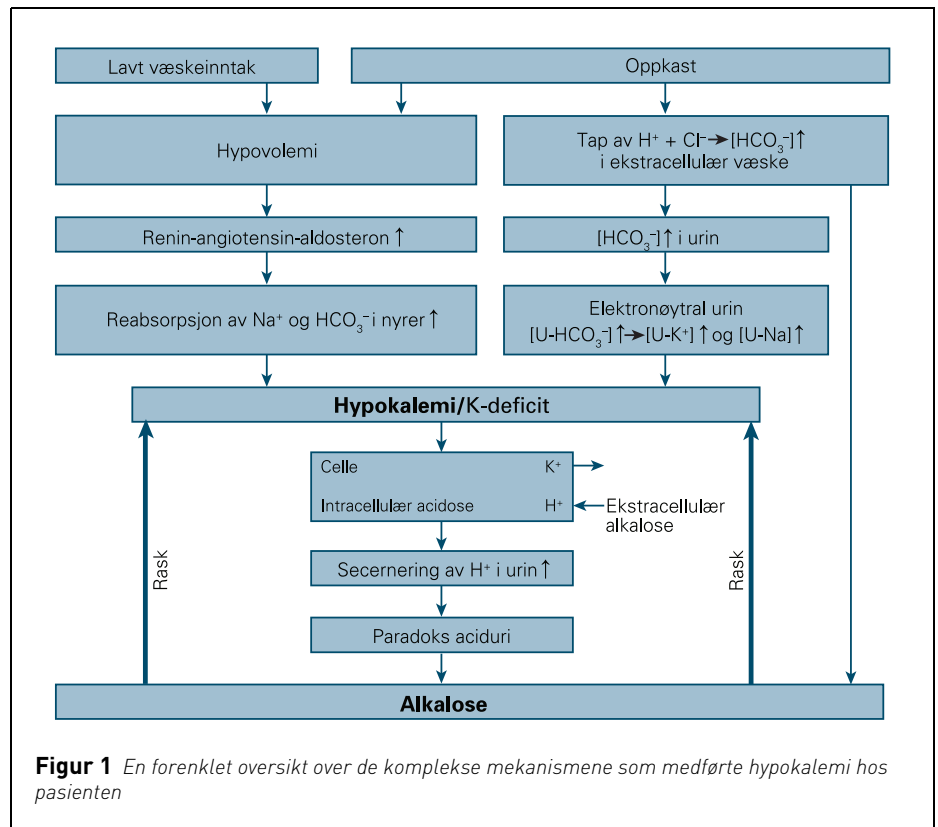 Lavt væskeinntak
Oppkast
Hypovolemi
Tap av H⁺ + Cl⁻→[HCO₃⁻]↑
i ekstracellulær væske
Renin-angiotensin-aldosteron ↑
[HCO₃⁻]↑ i urin
Reabsorpsjon av Na⁺ og HCO₃⁻ i nyrer ↑
Elektronøytral urin
[U-HCO₃⁻]↑→[U-K⁺]↑ og [U-Na]↑
Hypokalemi/K-deficit
Celle K⁺
Intracellulær acidose H⁺
Ekstracellulær
alkalose
Rask
Rask
Secernering av H⁺ i urin↑
Paradoks aciduri
Alkalose
Figur 1 En forenklet oversikt over de komplekse mekanismene som medførte hypokalemi hos
pasienten